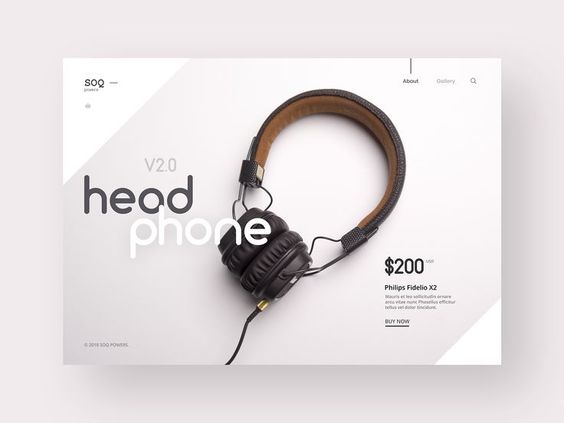 SOQ
powers
About
Gallery
V2.0
head
phone
$200 USD
Philips Fidelio X2
Mauris et leo sollicitudin ornare
arcu vitae nunc Phasellus efficitur
tellus vel dolor tincidunt.
BUY NOW
© 2018 SOQ POWERS.